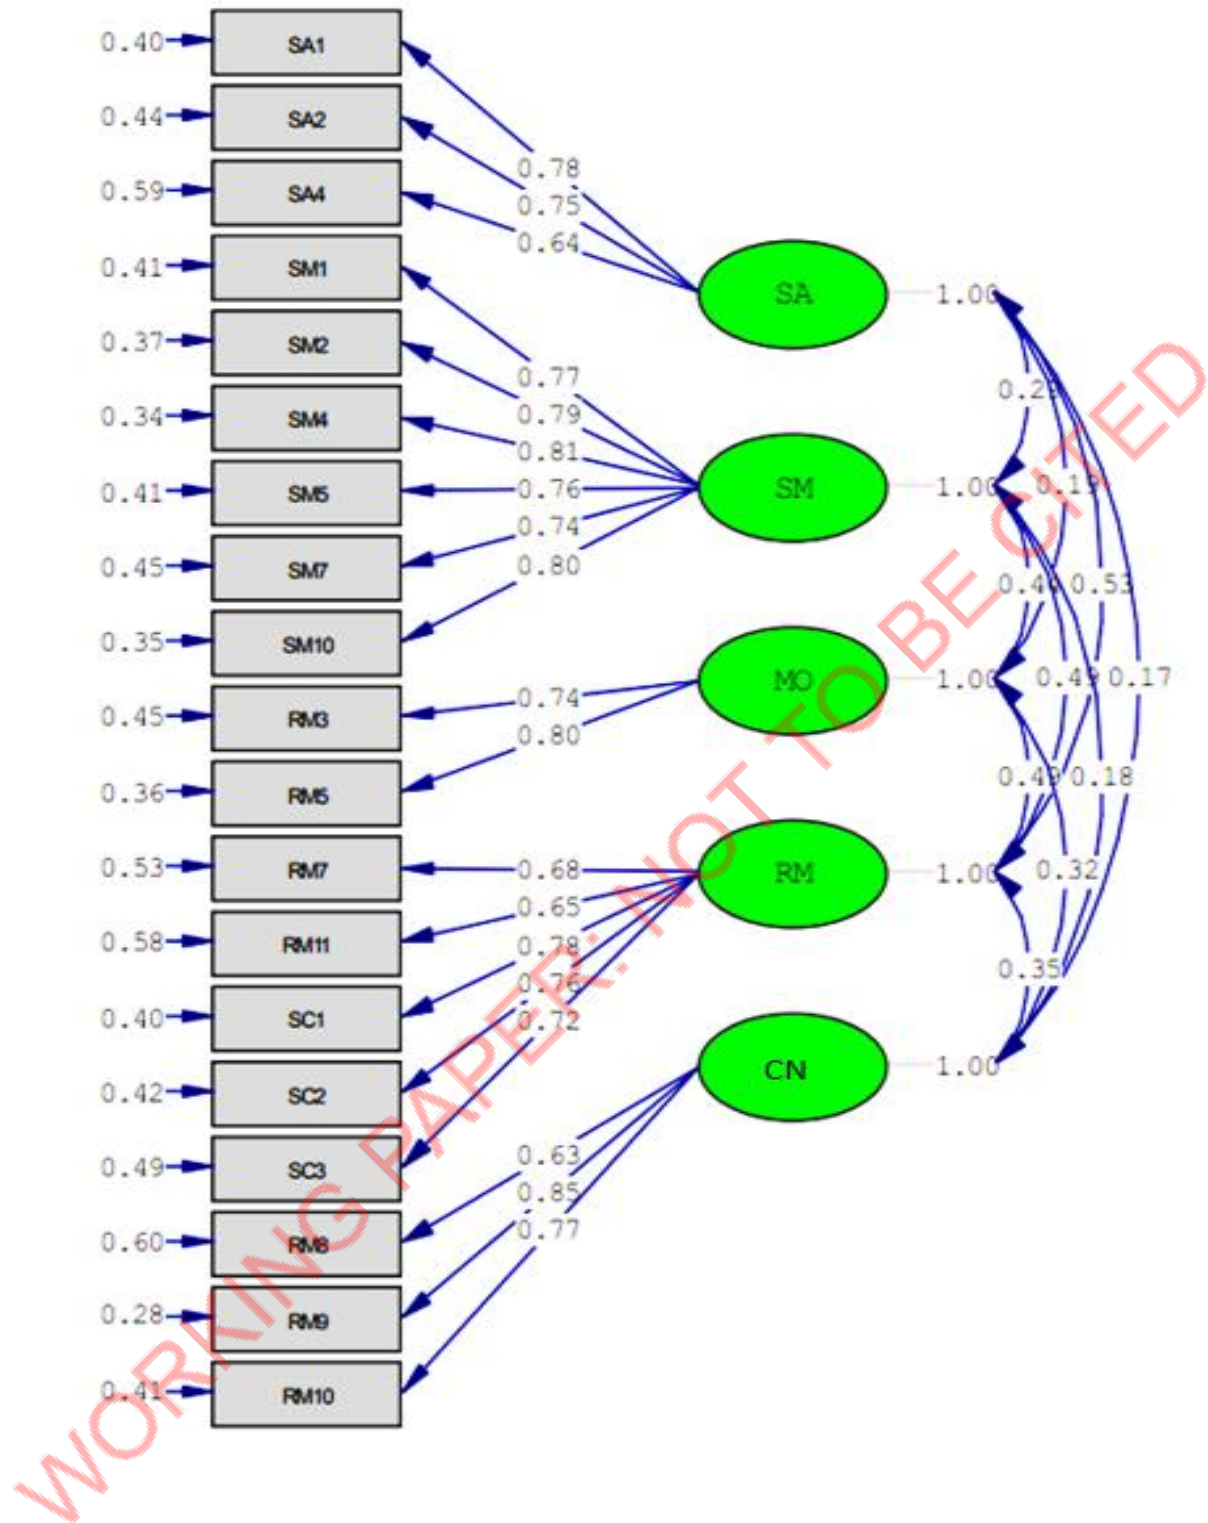 0.40 SA1
0.44 SA2
0.59 SA4
0.41 SM1
0.37 SM2
0.34 SM4
0.41 SM5
0.45 SM7
0.35 SM10
0.45 RM3
0.36 RM5
0.53 RM7
0.58 RM11
0.40 SC1
0.42 SC2
0.49 SC3
0.60 RM8
0.28 RM9
0.41 RM10
0.78
0.75
0.64
0.77
0.79
0.81
0.76
0.74
0.80
0.74
0.80
0.68
0.65
0.78
0.76
0.72
0.63
0.85
0.77
SA 1.00
SM 1.00
MO 1.00
RM 1.00
CN 1.00
0.53
0.17
0.18
0.32
0.35
WORKING PAPER: NOT TO BE CITED